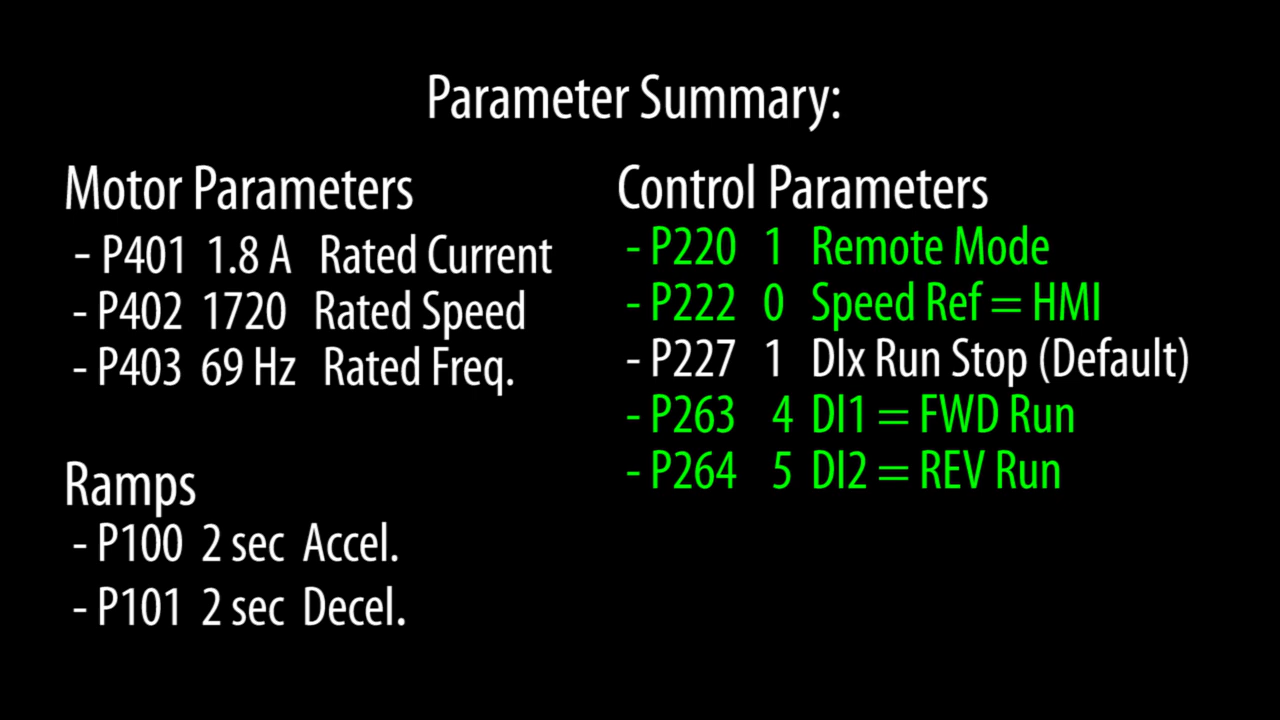 Parameter Summary:
Motor Parameters
- P401 1.8 A Rated Current
- P402 1720 Rated Speed
- P403 69 Hz Rated Freq.
Ramps
- P100 2 sec Accel.
- P101 2 sec Decel.
Control Parameters
- P220 1 Remote Mode
- P222 0 Speed Ref = HMI
- P227 1 DIx Run Stop (Default)
- P263 4 DI1 = FWD Run
- P264 5 DI2 = REV Run